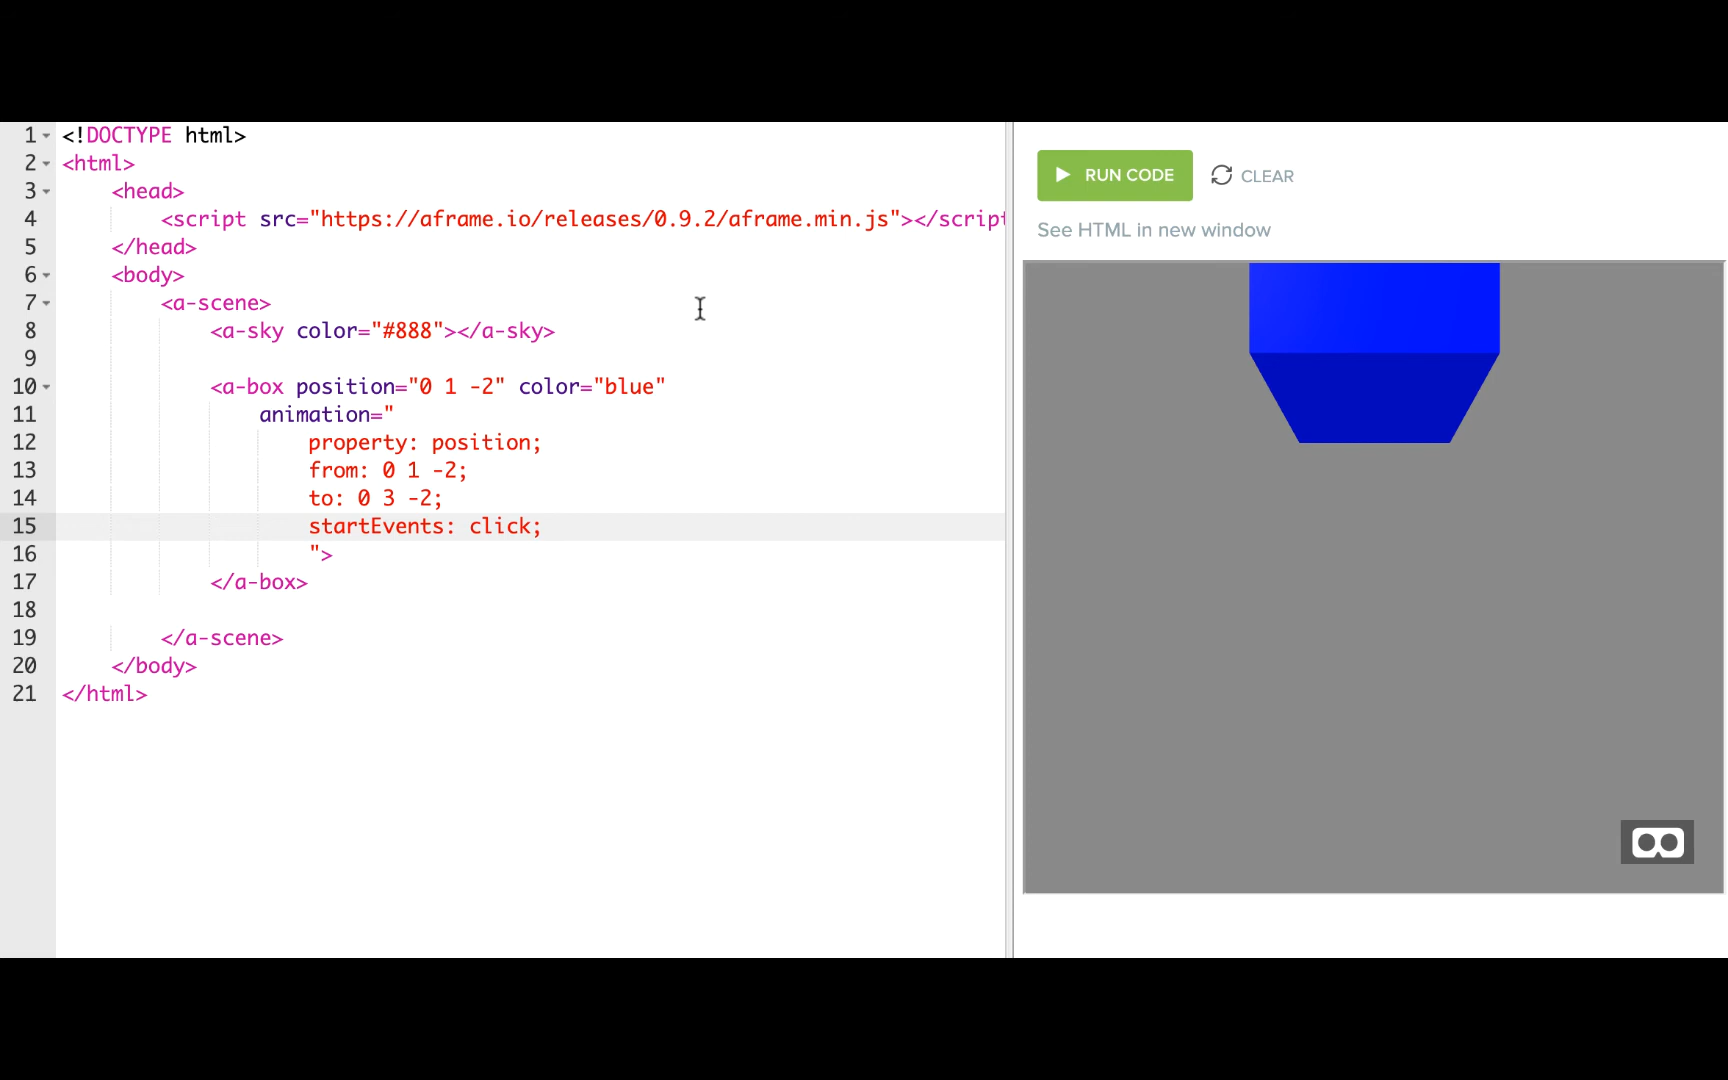 1 <!DOCTYPE html>
2 <html>
3 <head>
4 <script src="https://aframe.io/releases/0.9.2/aframe.min.js"></script
5 </head>
6 <body>
7 <a-scene>
8 <a-sky color="#888"></a-sky>
9
10 <a-box position="0 1 -2" color="blue"
11 animation="
12 property: position;
13 from: 0 1 -2;
14 to: 0 3 -2;
15 startEvents: click;
16 ">
17 </a-box>
18
19 </a-scene>
20 </body>
21 </html>
RUN CODE
CLEAR
See HTML in new window